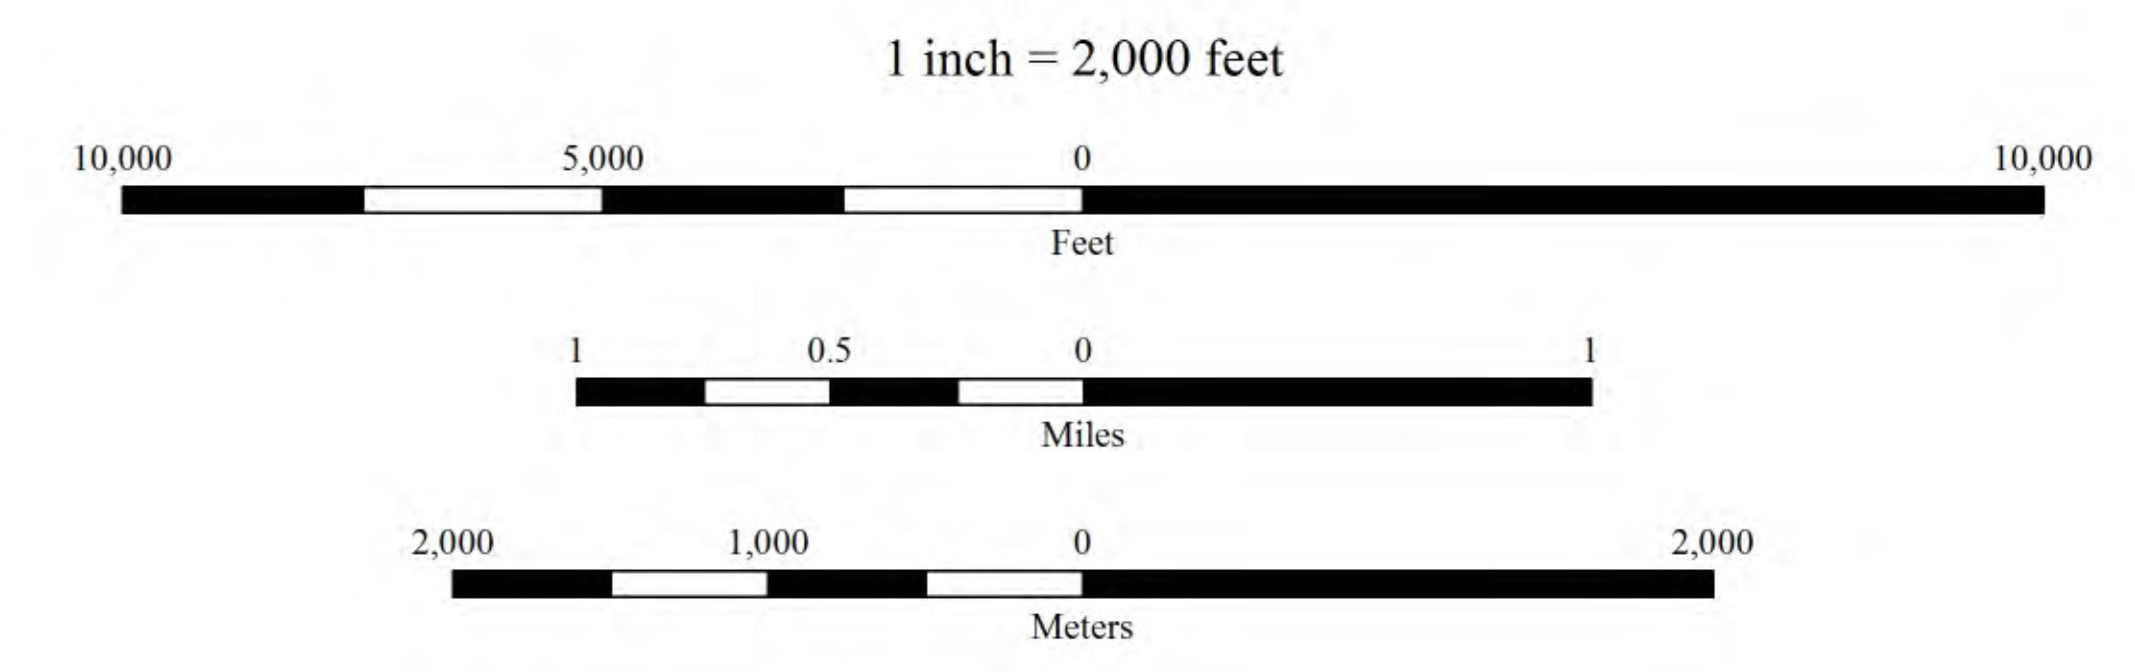 1 inch = 2,000 feet
10,000 5,000 0 10,000
Feet
1 0.5 0 1
Miles
2,000 1,000 0 2,000
Meters